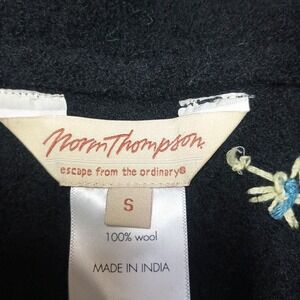 Norm Thompson
escape from the ordinary®
S
100% wool
MADE IN INDIA